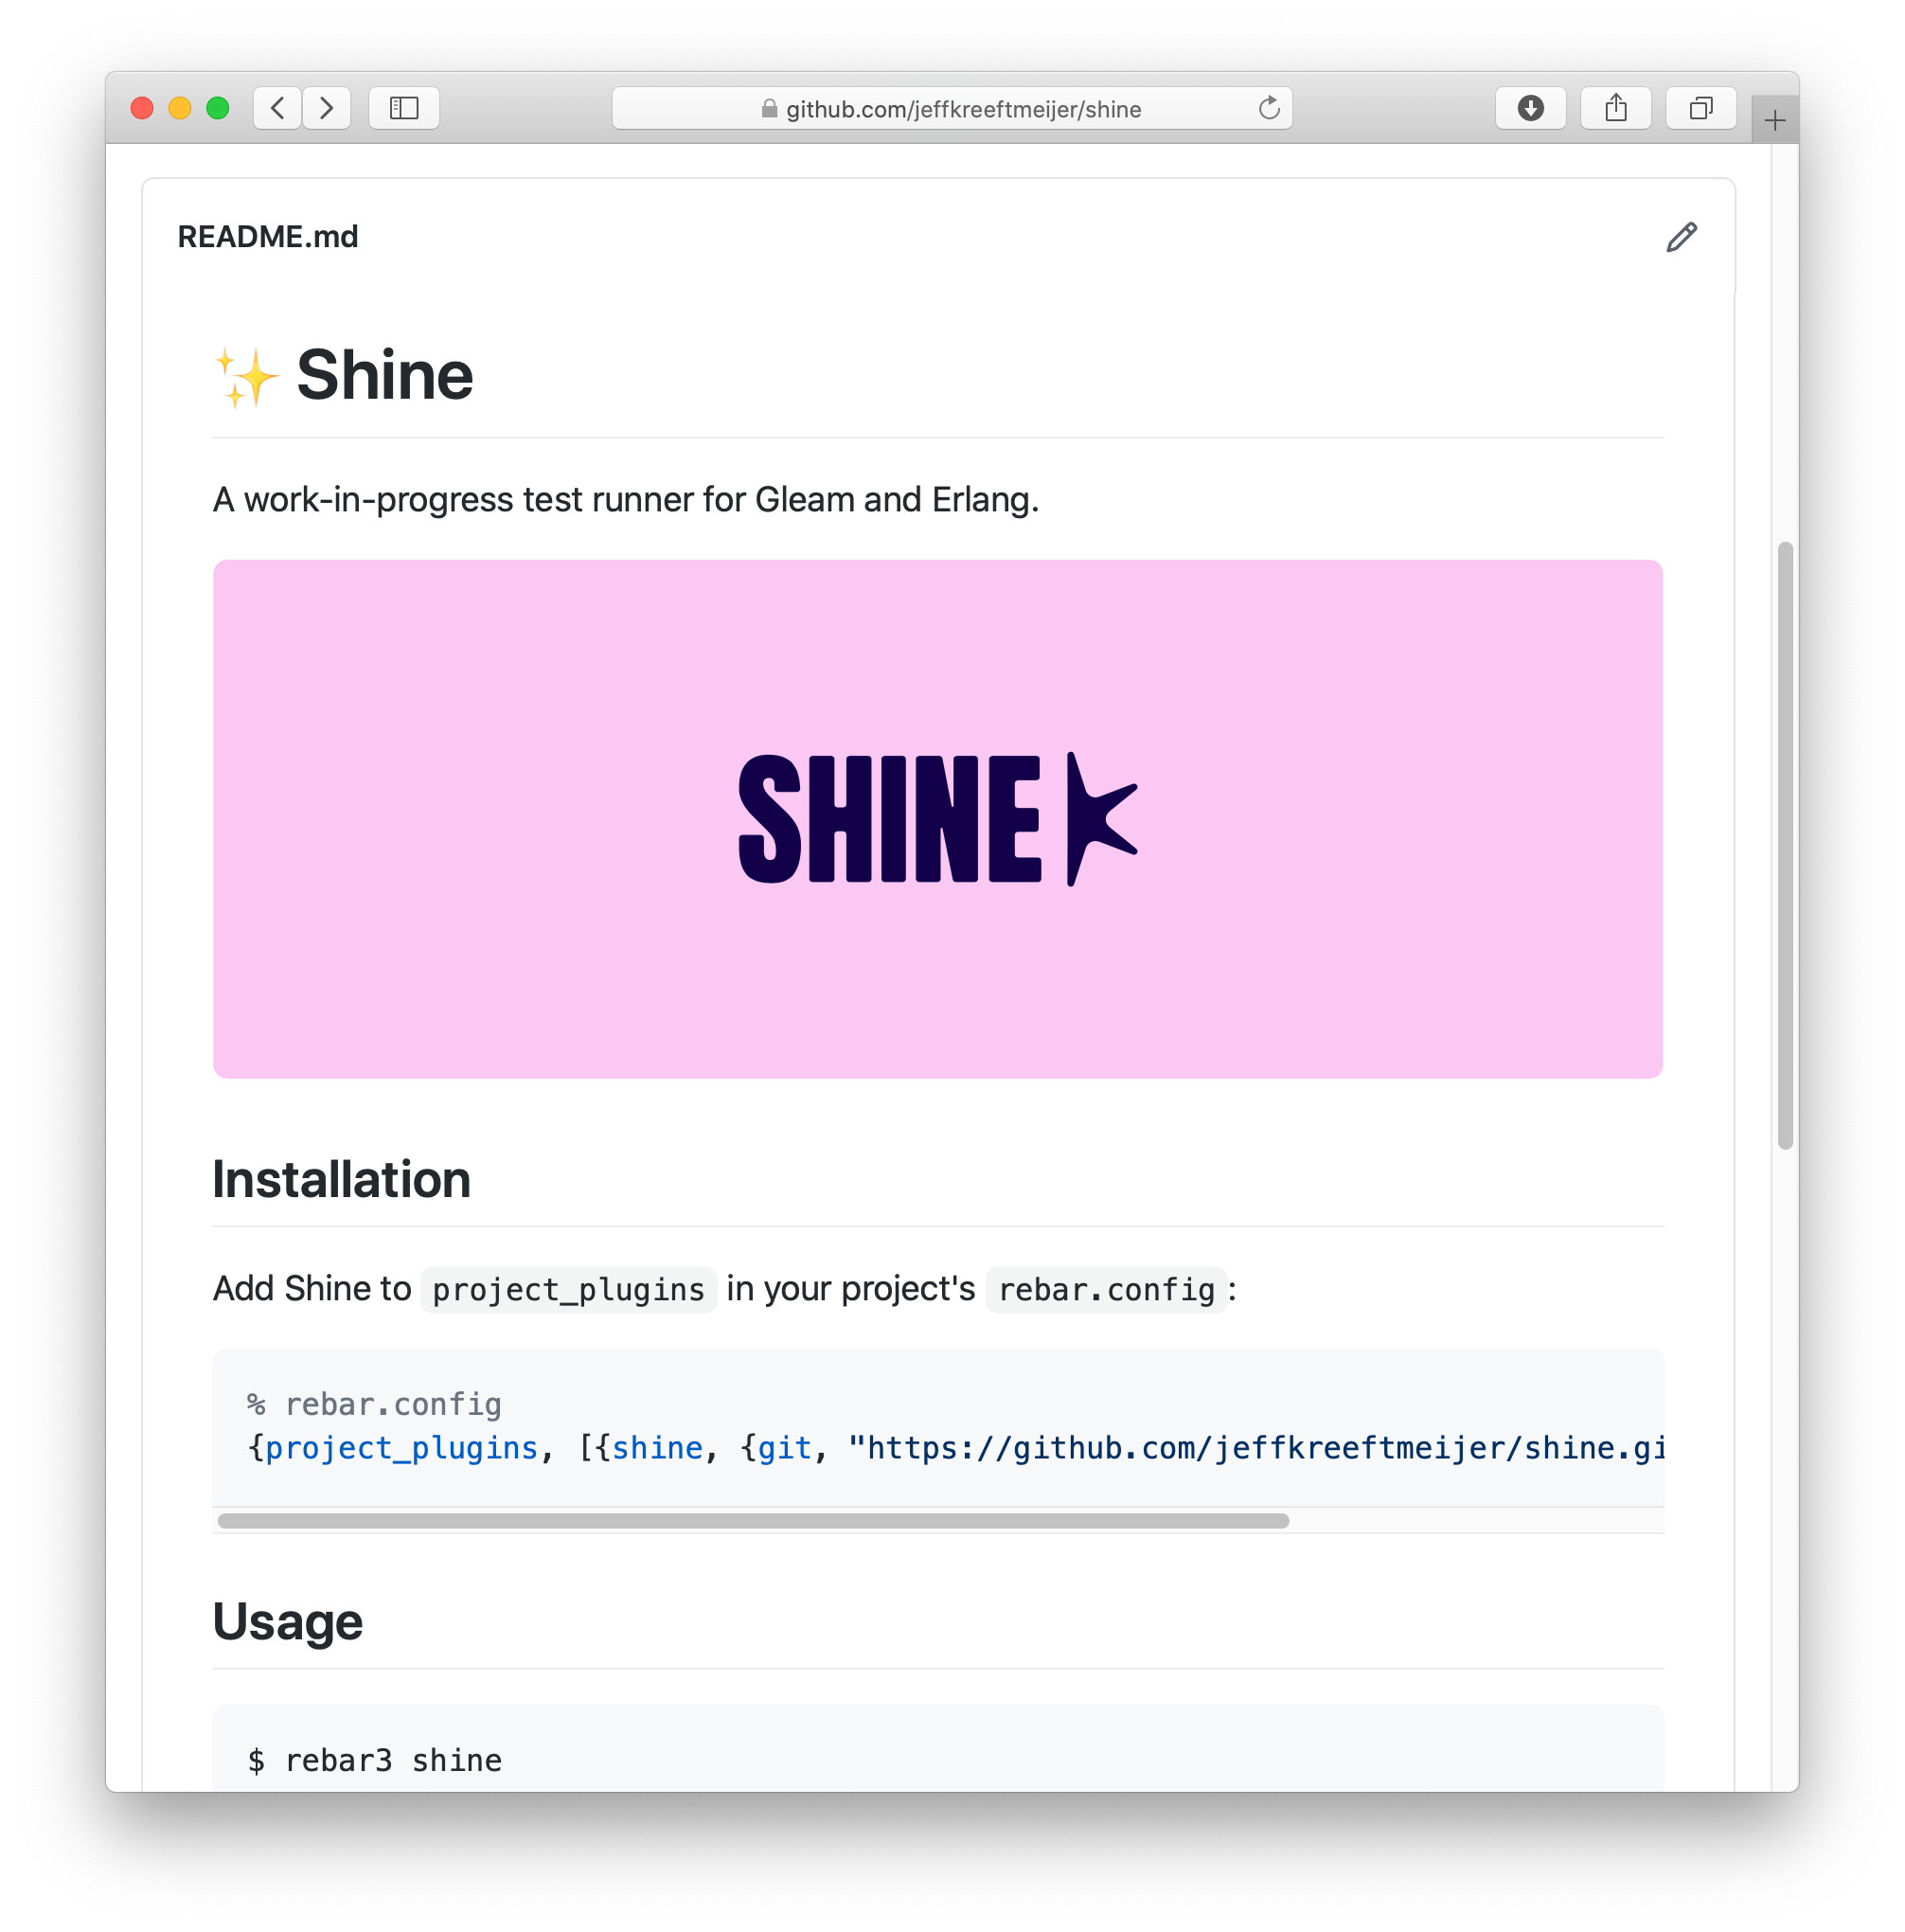 github.com/jeffkreeftmeijer/shine
README.md
✨ Shine
A work-in-progress test runner for Gleam and Erlang.
SHINE
Installation
Add Shine to project_plugins in your project's rebar.config:
% rebar.config
{project_plugins, [{shine, {git, "https://github.com/jeffkreeftmeijer/shine.gi
Usage
$ rebar3 shine